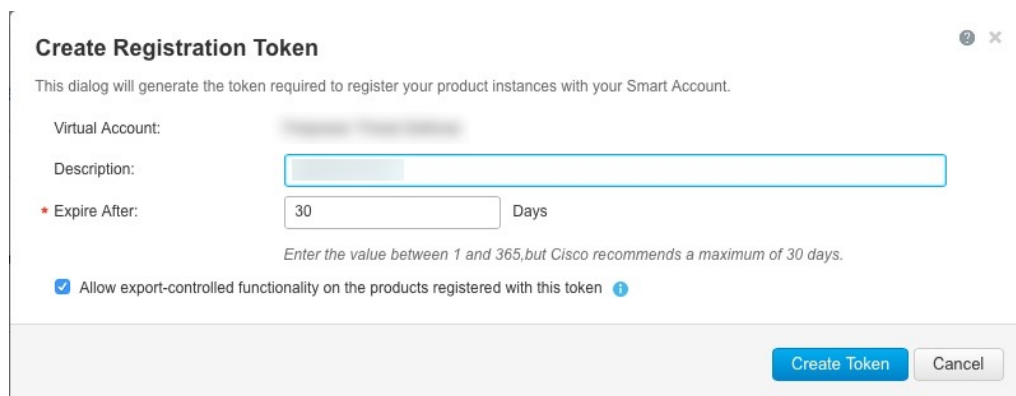 Create Registration Token
This dialog will generate the token required to register your product instances with your Smart Account.
Virtual Account:
Description:
* Expire After: 30 Days
Enter the value between 1 and 365,but Cisco recommends a maximum of 30 days.
Allow export-controlled functionality on the products registered with this token
Create Token Cancel